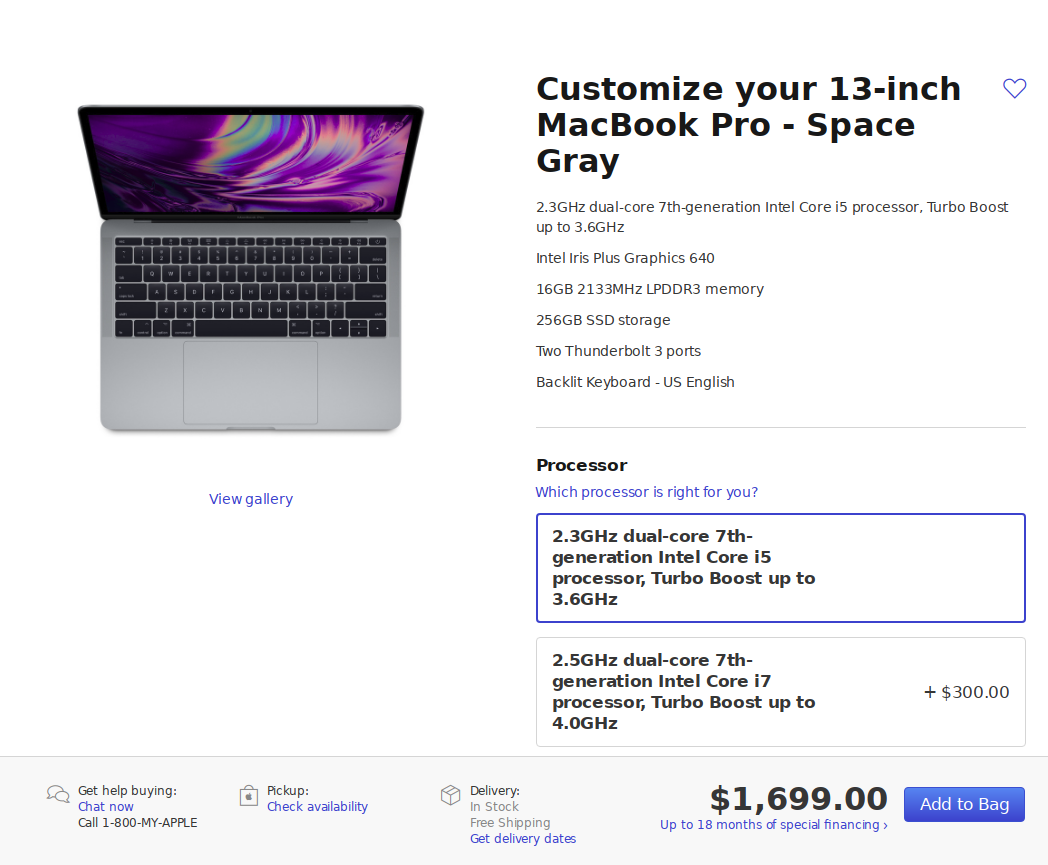 Customize your 13-inch
MacBook Pro - Space
Gray
2.3GHz dual-core 7th-generation Intel Core i5 processor, Turbo Boost
up to 3.6GHz
Intel Iris Plus Graphics 640
16GB 2133MHz LPDDR3 memory
256GB SSD storage
Two Thunderbolt 3 ports
Backlit Keyboard - US English
View gallery
Processor
Which processor is right for you?
2.3GHz dual-core 7th-
generation Intel Core i5
processor, Turbo Boost up to
3.6GHz
2.5GHz dual-core 7th-
generation Intel Core i7
processor, Turbo Boost up to
4.0GHz
+ $300.00
Get help buying:
Chat now
Call 1-800-MY-APPLE
Pickup:
Check availability
Delivery:
In Stock
Free Shipping
Get delivery dates
$1,699.00
Up to 18 months of special financing ›
Add to Bag